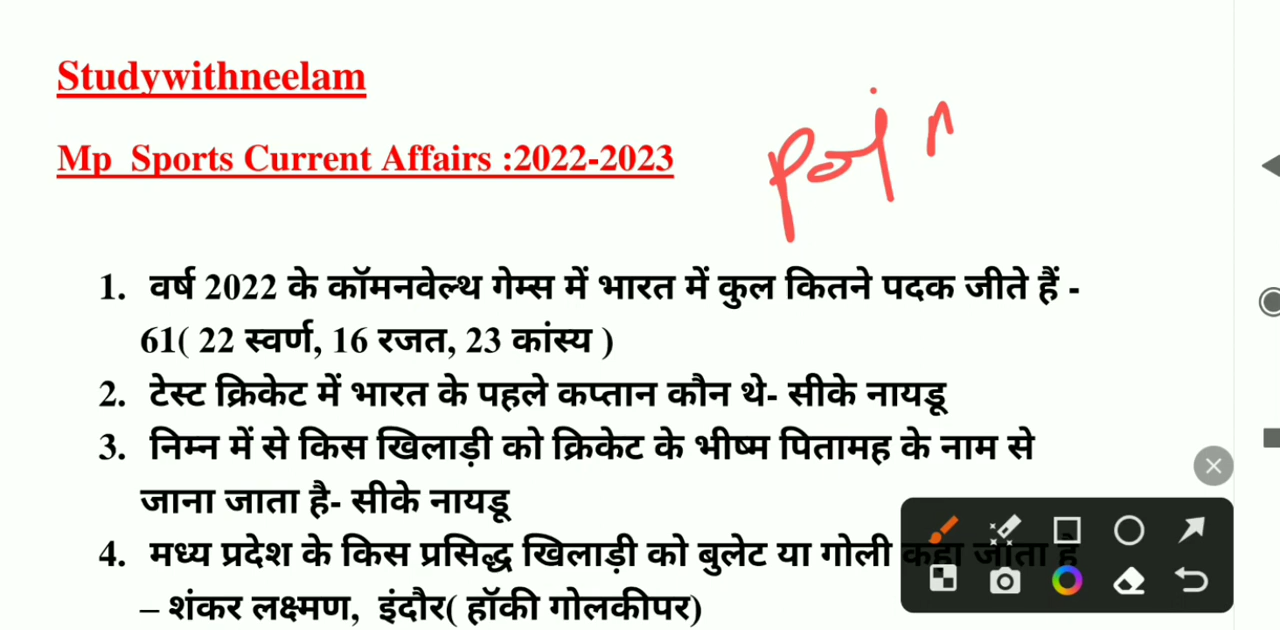 Studywithneelam
Mp Sports Current Affairs :2022-2023
1. वर्ष 2022 के कॉमनवेल्थ गेम्स में भारत में कुल कितने पदक जीते हैं -
61( 22 स्वर्ण, 16 रजत, 23 कांस्य )
2. टेस्ट क्रिकेट में भारत के पहले कप्तान कौन थे- सीके नायडू
3. निम्न में से किस खिलाड़ी को क्रिकेट के भीष्म पितामह के नाम से
जाना जाता है- सीके नायडू
4. मध्य प्रदेश के किस प्रसिद्ध खिलाड़ी को बुलेट या गोली कहा जाता है
– शंकर लक्ष्मण, इंदौर( हॉकी गोलकीपर)